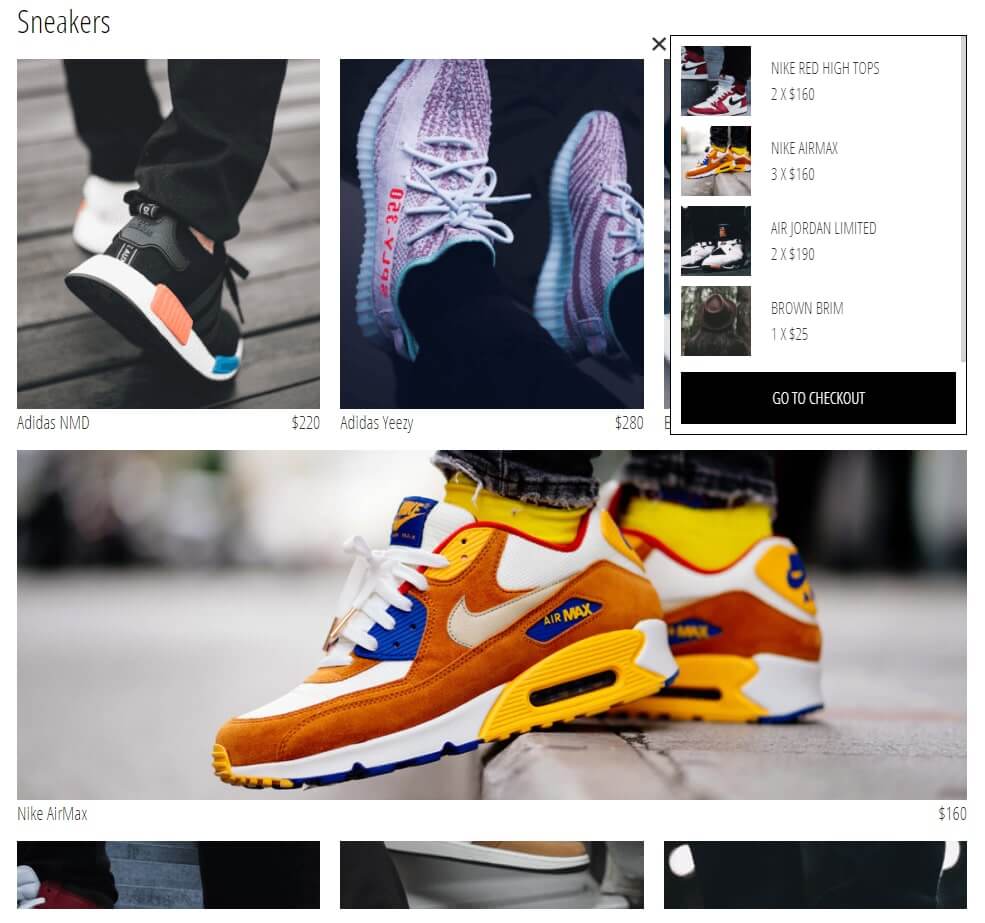 Sneakers
NIKE RED HIGH TOPS
2 X $160
NIKE AIRMAX
3 X $160
AIR JORDAN LIMITED
2 X $190
BROWN BRIM
1 X $25
GO TO CHECKOUT
SPLY-350
Adidas NMD
$220
Adidas Yeezy
$280
NIKE
AIR MAX
AIR MAX
Nike AirMax
$160